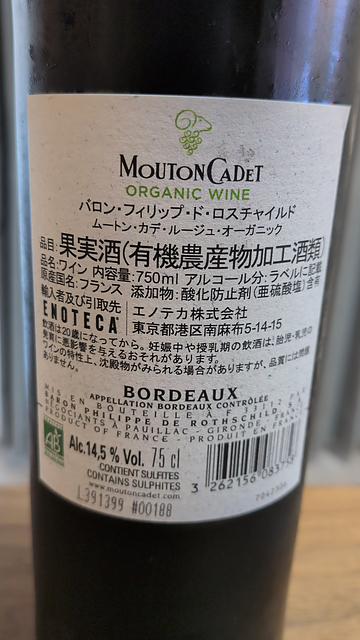 MOUTON CADET
ORGANIC WINE
バロン・フィリップ・ド・ロスチャイルド
ムートン・カデ・ルージュ・オーガニック
品目:果実酒(有機農産物加工酒類)
品名:ワイン 内容量:750ml アルコール分:ラベルに記載
原産国名:フランス 添加物:酸化防止剤(亜硫酸塩)含有
輸入者及び引取先 エノテカ株式会社
ENOTECA 東京都港区南麻布5-14-15
飲酒は20歳になってから。妊娠中や授乳期の飲酒は、胎児・乳児の
発育に悪影響を与えるおそれがあります。
ワインの特性上、沈殿物がみられる場合がありますが、品質には問題
ありません。
BORDEAUX
APPELLATION BORDEAUX CONTRÔLÉE
MIS EN BOUTEILLE À F 33112 PAR
BARON PHILIPPE DE ROTHSCHILD
NÉGOCIANTS À PAUILLAC - GIRONDE - FRANCE
PRODUCT OF FRANCE - PRODUIT EN FRANCE
AB
Alc.14,5 % Vol. 75 cl
CONTIENT SULFITES
CONTAINS SULPHITES
www.moutoncadet.com
L391399 #00188
3 262156